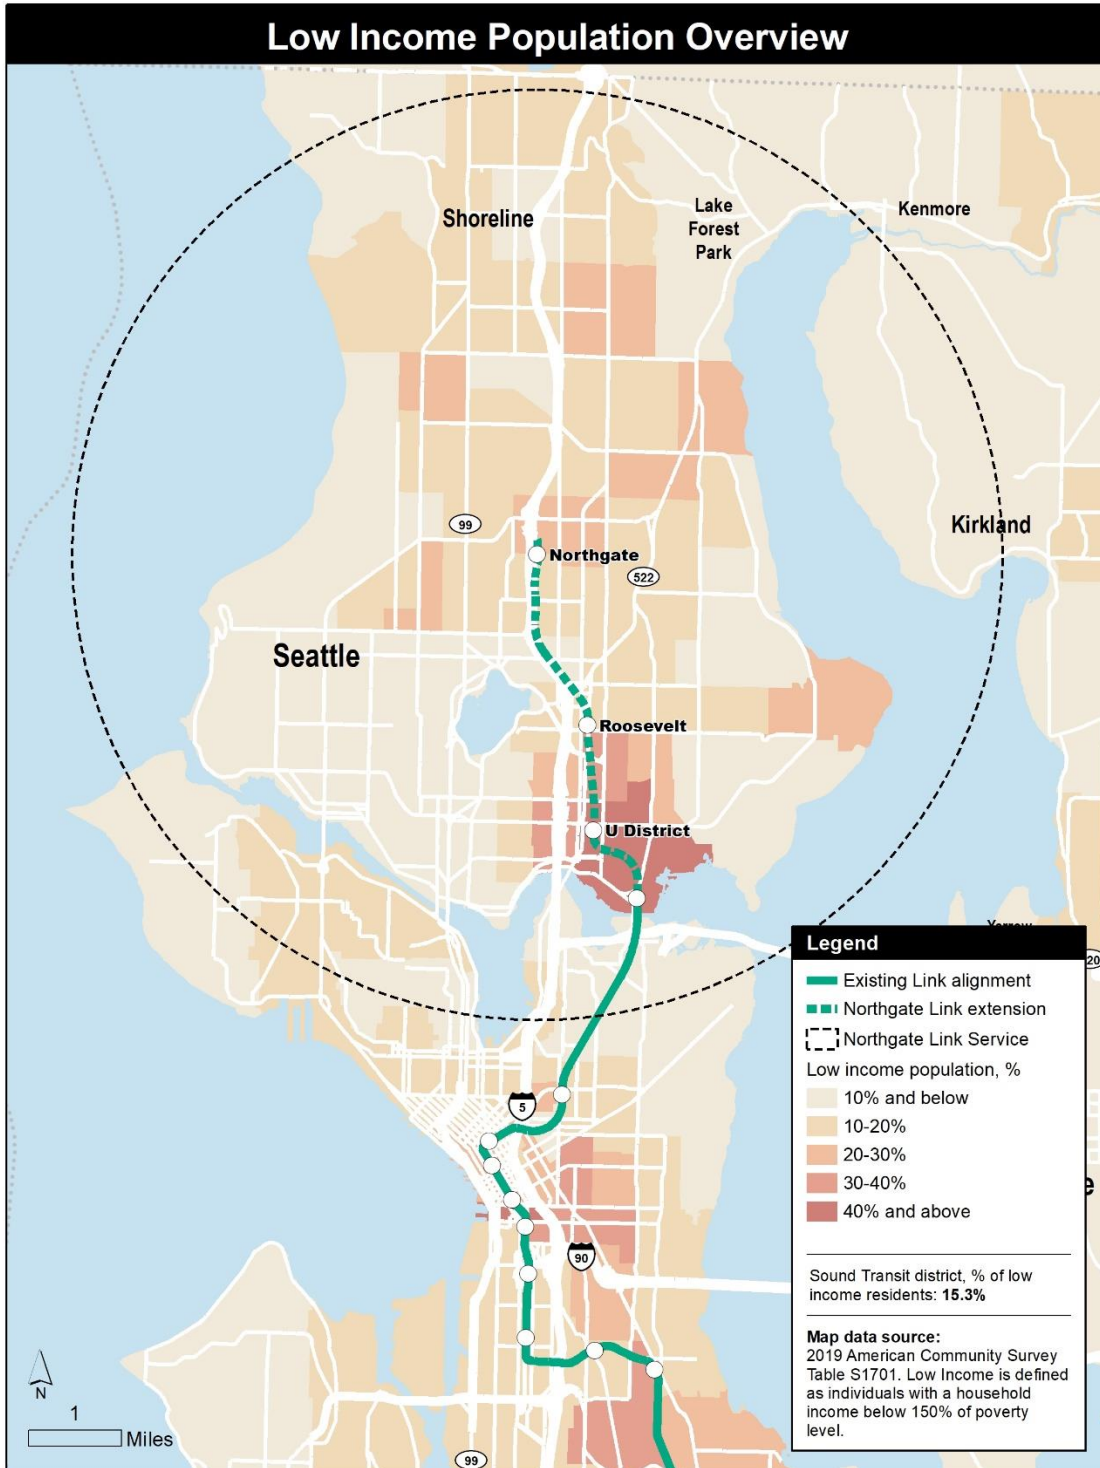 Low Income Population Overview
Shoreline
Lake
Forest
Park
Kenmore
99
Northgate
522
Kirkland
Seattle
Roosevelt
U District
20
5
90
99
N
1
Miles
Legend
Existing Link alignment
Northgate Link extension
Northgate Link Service
Low income population, %
10% and below
10-20%
20-30%
30-40%
40% and above
Sound Transit district, % of low
income residents: 15.3%
Map data source:
2019 American Community Survey
Table S1701. Low Income is defined
as individuals with a household
income below 150% of poverty
level.
e